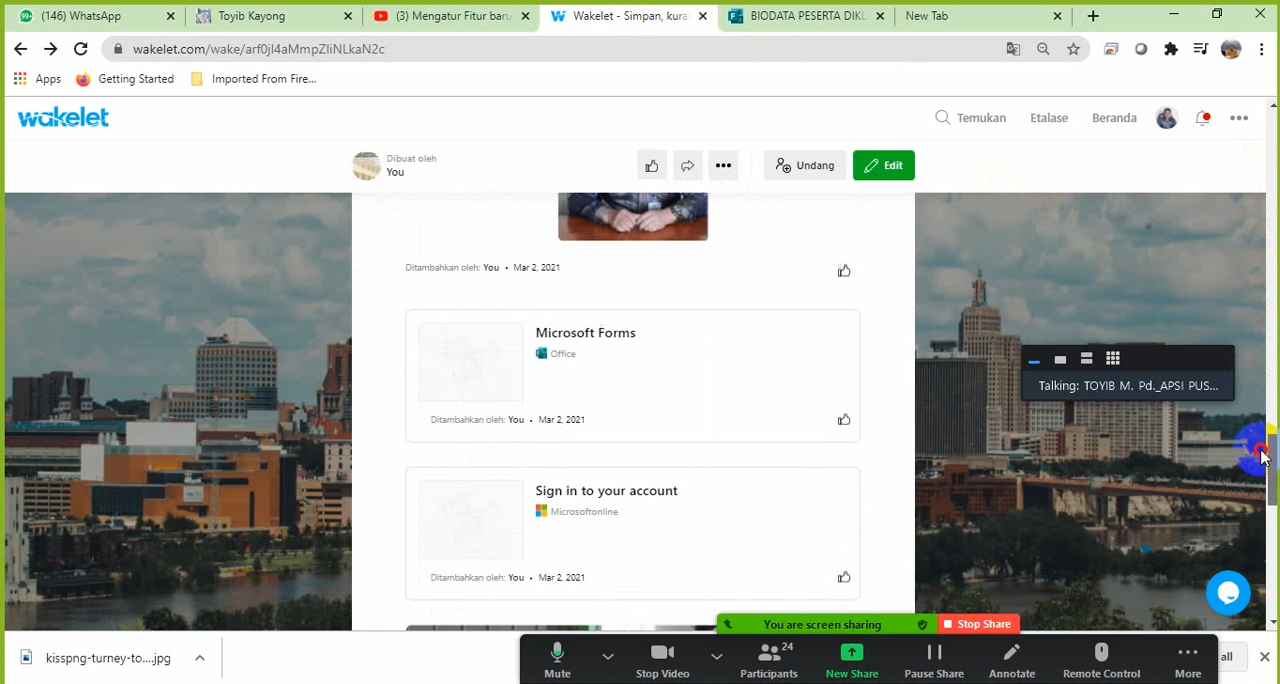 99+ (146) WhatsApp
Toyib Kayong
(3) Mengatur Fitur baru
Wakelet - Simpan, kura
BIODATA PESERTA DIKL
New Tab
wakelet.com/wake/arf0jI4aMmpZIiNLkaN2c
Apps
Getting Started
Imported From Fire...
wakelet
Temukan
Etalase
Beranda
Dibuat oleh
You
Undang
Edit
Ditambahkan oleh: You • Mar 2, 2021
Microsoft Forms
Office
Ditambahkan oleh: You • Mar 2, 2021
Talking: TOYIB M. Pd._APSI PUS...
Sign in to your account
Microsoftonline
Ditambahkan oleh: You • Mar 2, 2021
You are screen sharing
Stop Share
kisspng-turney-to....jpg
Mute
Stop Video
24
Participants
New Share
Pause Share
Annotate
Remote Control
More
all